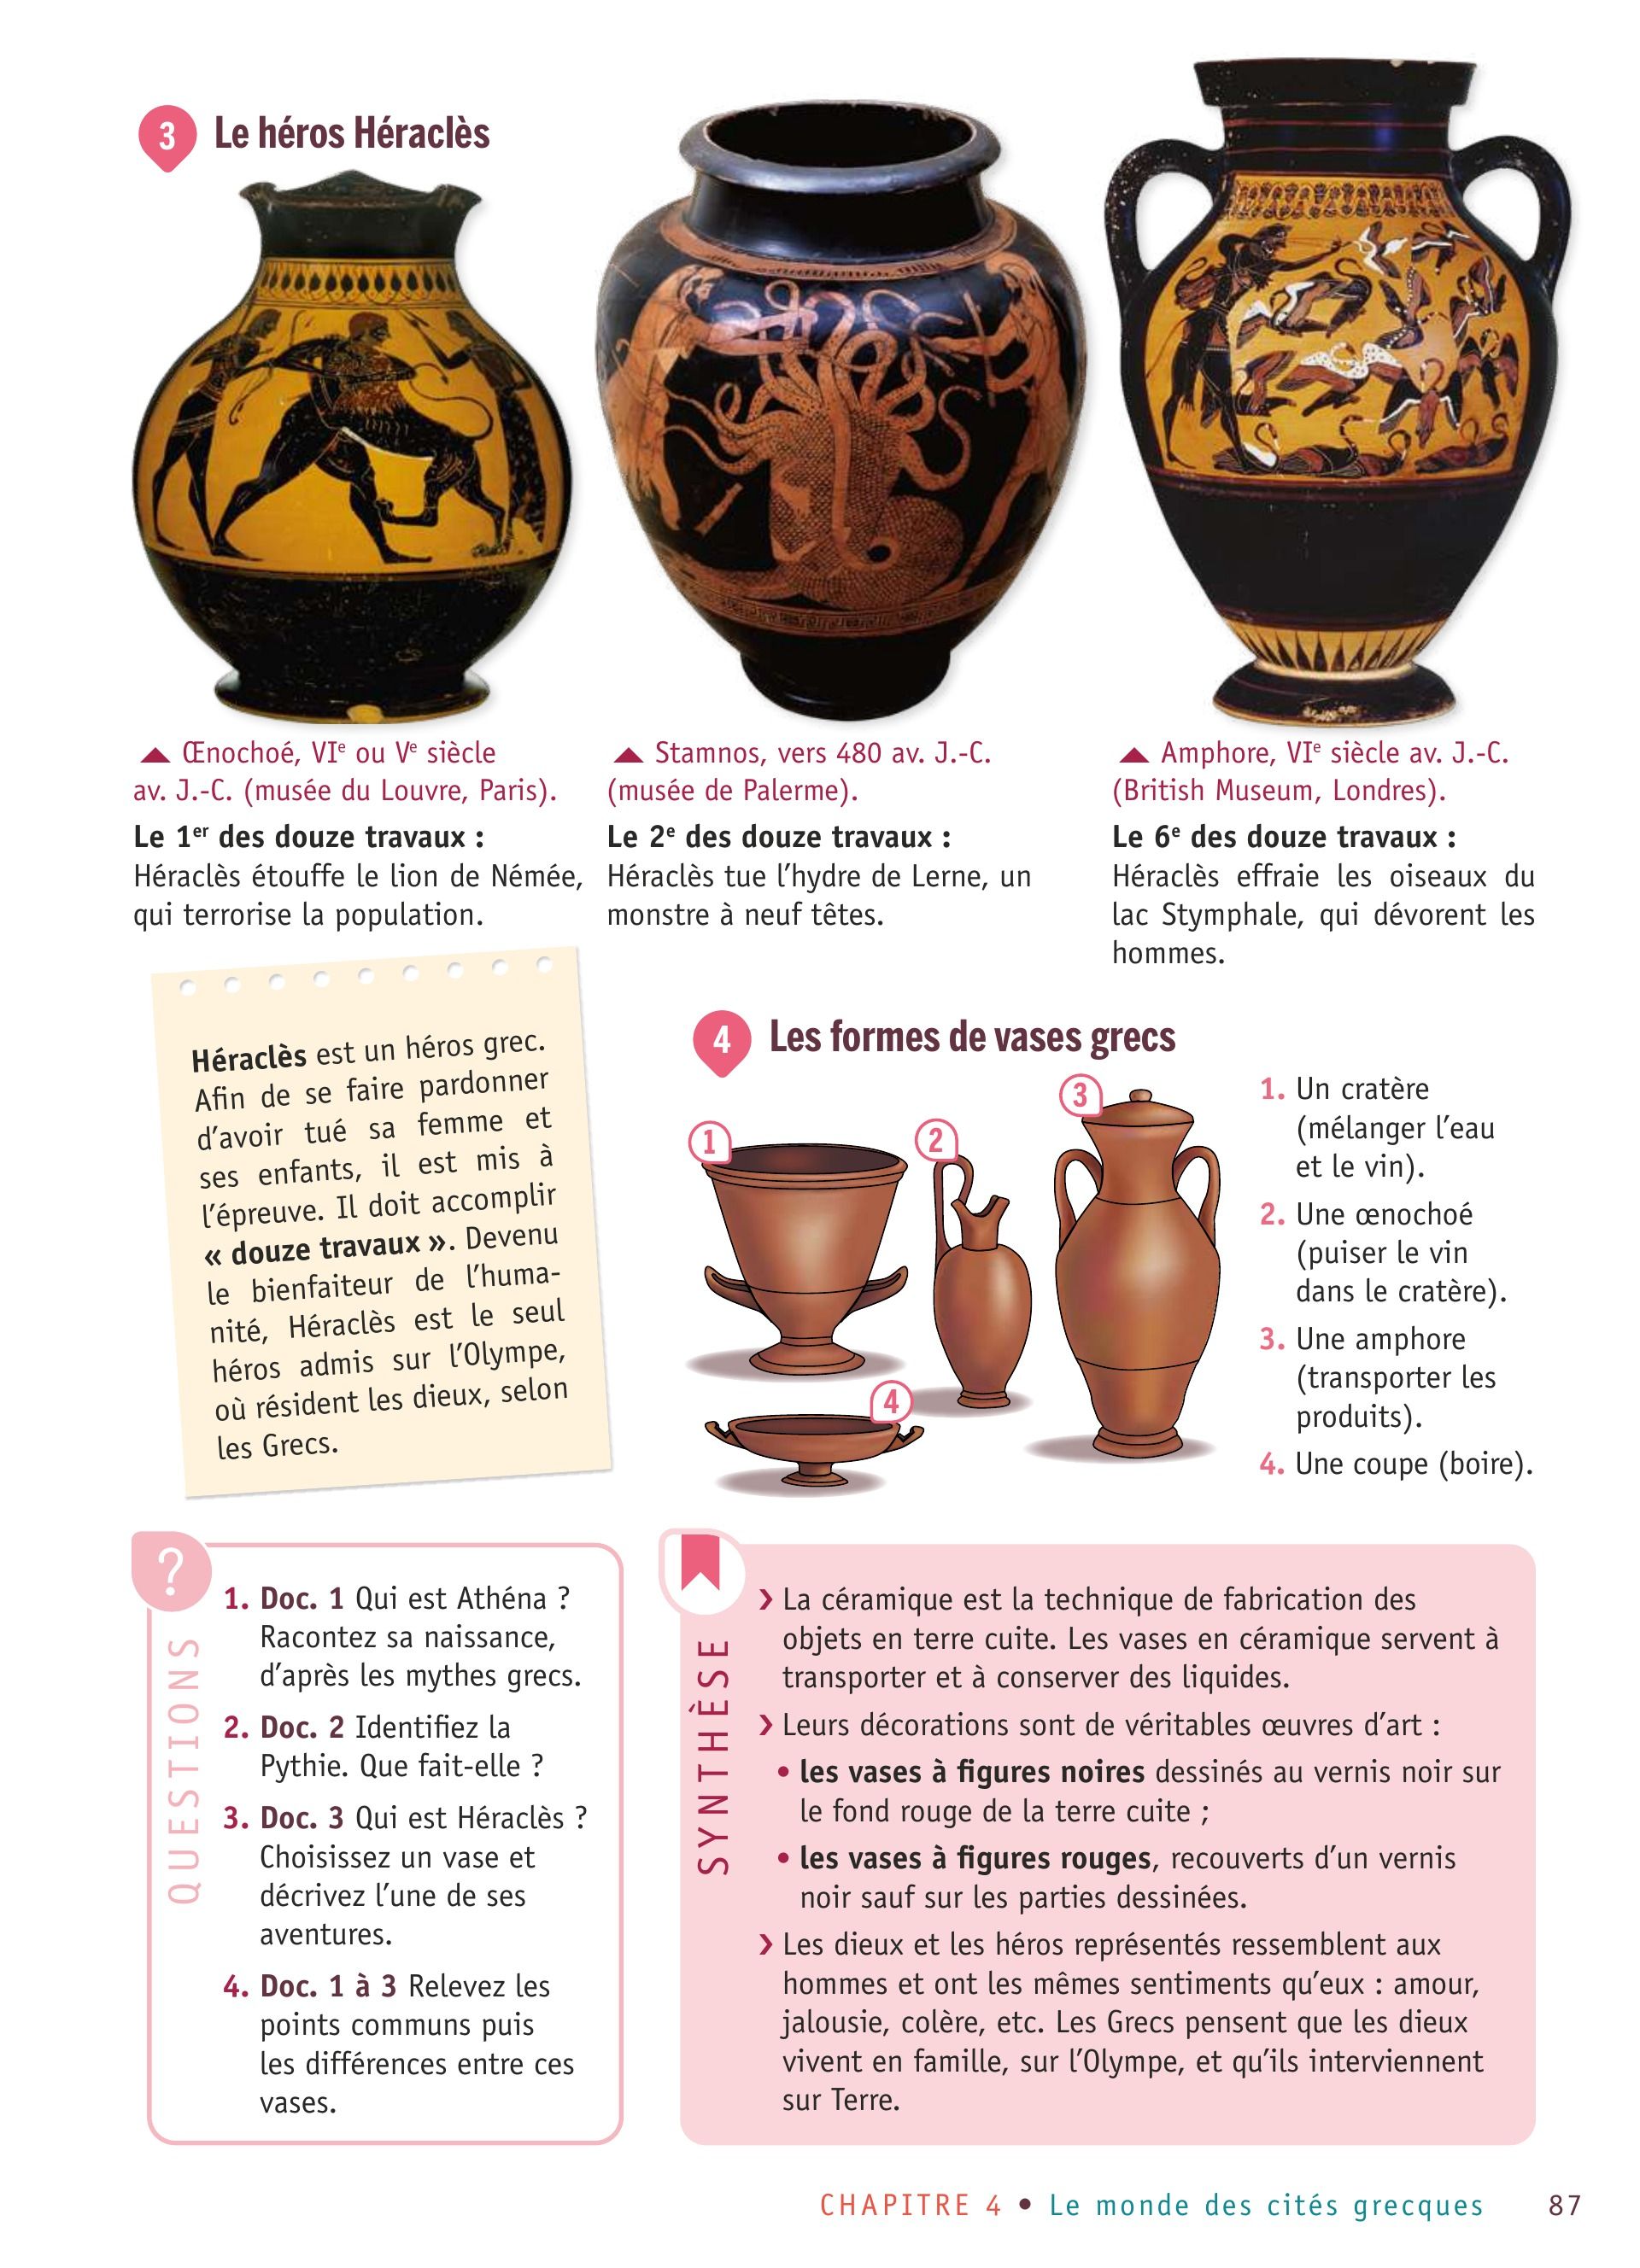 3 Le héros Héraclès
Œnochoé, VIe ou Ve siècle
av. J.-C. (musée du Louvre, Paris).
Le 1er des douze travaux :
Héraclès étouffe le lion de Némée,
qui terrorise la population.
Stamnos, vers 480 av. J.-C.
(musée de Palerme).
Le 2e des douze travaux :
Héraclès tue l’hydre de Lerne, un
monstre à neuf têtes.
Amphore, VIe siècle av. J.-C.
(British Museum, Londres).
Le 6e des douze travaux :
Héraclès effraie les oiseaux du
lac Stymphale, qui dévorent les
hommes.
Héraclès est un héros grec.
Afin de se faire pardonner
d’avoir tué sa femme et
ses enfants, il est mis à
l’épreuve. Il doit accomplir
« douze travaux ». Devenu
le bienfaiteur de l’huma-
nité, Héraclès est le seul
héros admis sur l’Olympe,
où résident les dieux, selon
les Grecs.
4 Les formes de vases grecs
1
2
3
4
1. Un cratère
(mélanger l’eau
et le vin).
2. Une œnochoé
(puiser le vin
dans le cratère).
3. Une amphore
(transporter les
produits).
4. Une coupe (boire).
?
QUESTIONS
1. Doc. 1 Qui est Athéna ?
Racontez sa naissance,
d’après les mythes grecs.
2. Doc. 2 Identifiez la
Pythie. Que fait-elle ?
3. Doc. 3 Qui est Héraclès ?
Choisissez un vase et
décrivez l’une de ses
aventures.
4. Doc. 1 à 3 Relevez les
points communs puis
les différences entre ces
vases.
SYNTHÈSE
› La céramique est la technique de fabrication des
objets en terre cuite. Les vases en céramique servent à
transporter et à conserver des liquides.
› Leurs décorations sont de véritables œuvres d’art :
• les vases à figures noires dessinés au vernis noir sur
le fond rouge de la terre cuite ;
• les vases à figures rouges, recouverts d’un vernis
noir sauf sur les parties dessinées.
› Les dieux et les héros représentés ressemblent aux
hommes et ont les mêmes sentiments qu’eux : amour,
jalousie, colère, etc. Les Grecs pensent que les dieux
vivent en famille, sur l’Olympe, et qu’ils interviennent
sur Terre.
CHAPITRE 4 • Le monde des cités grecques 87